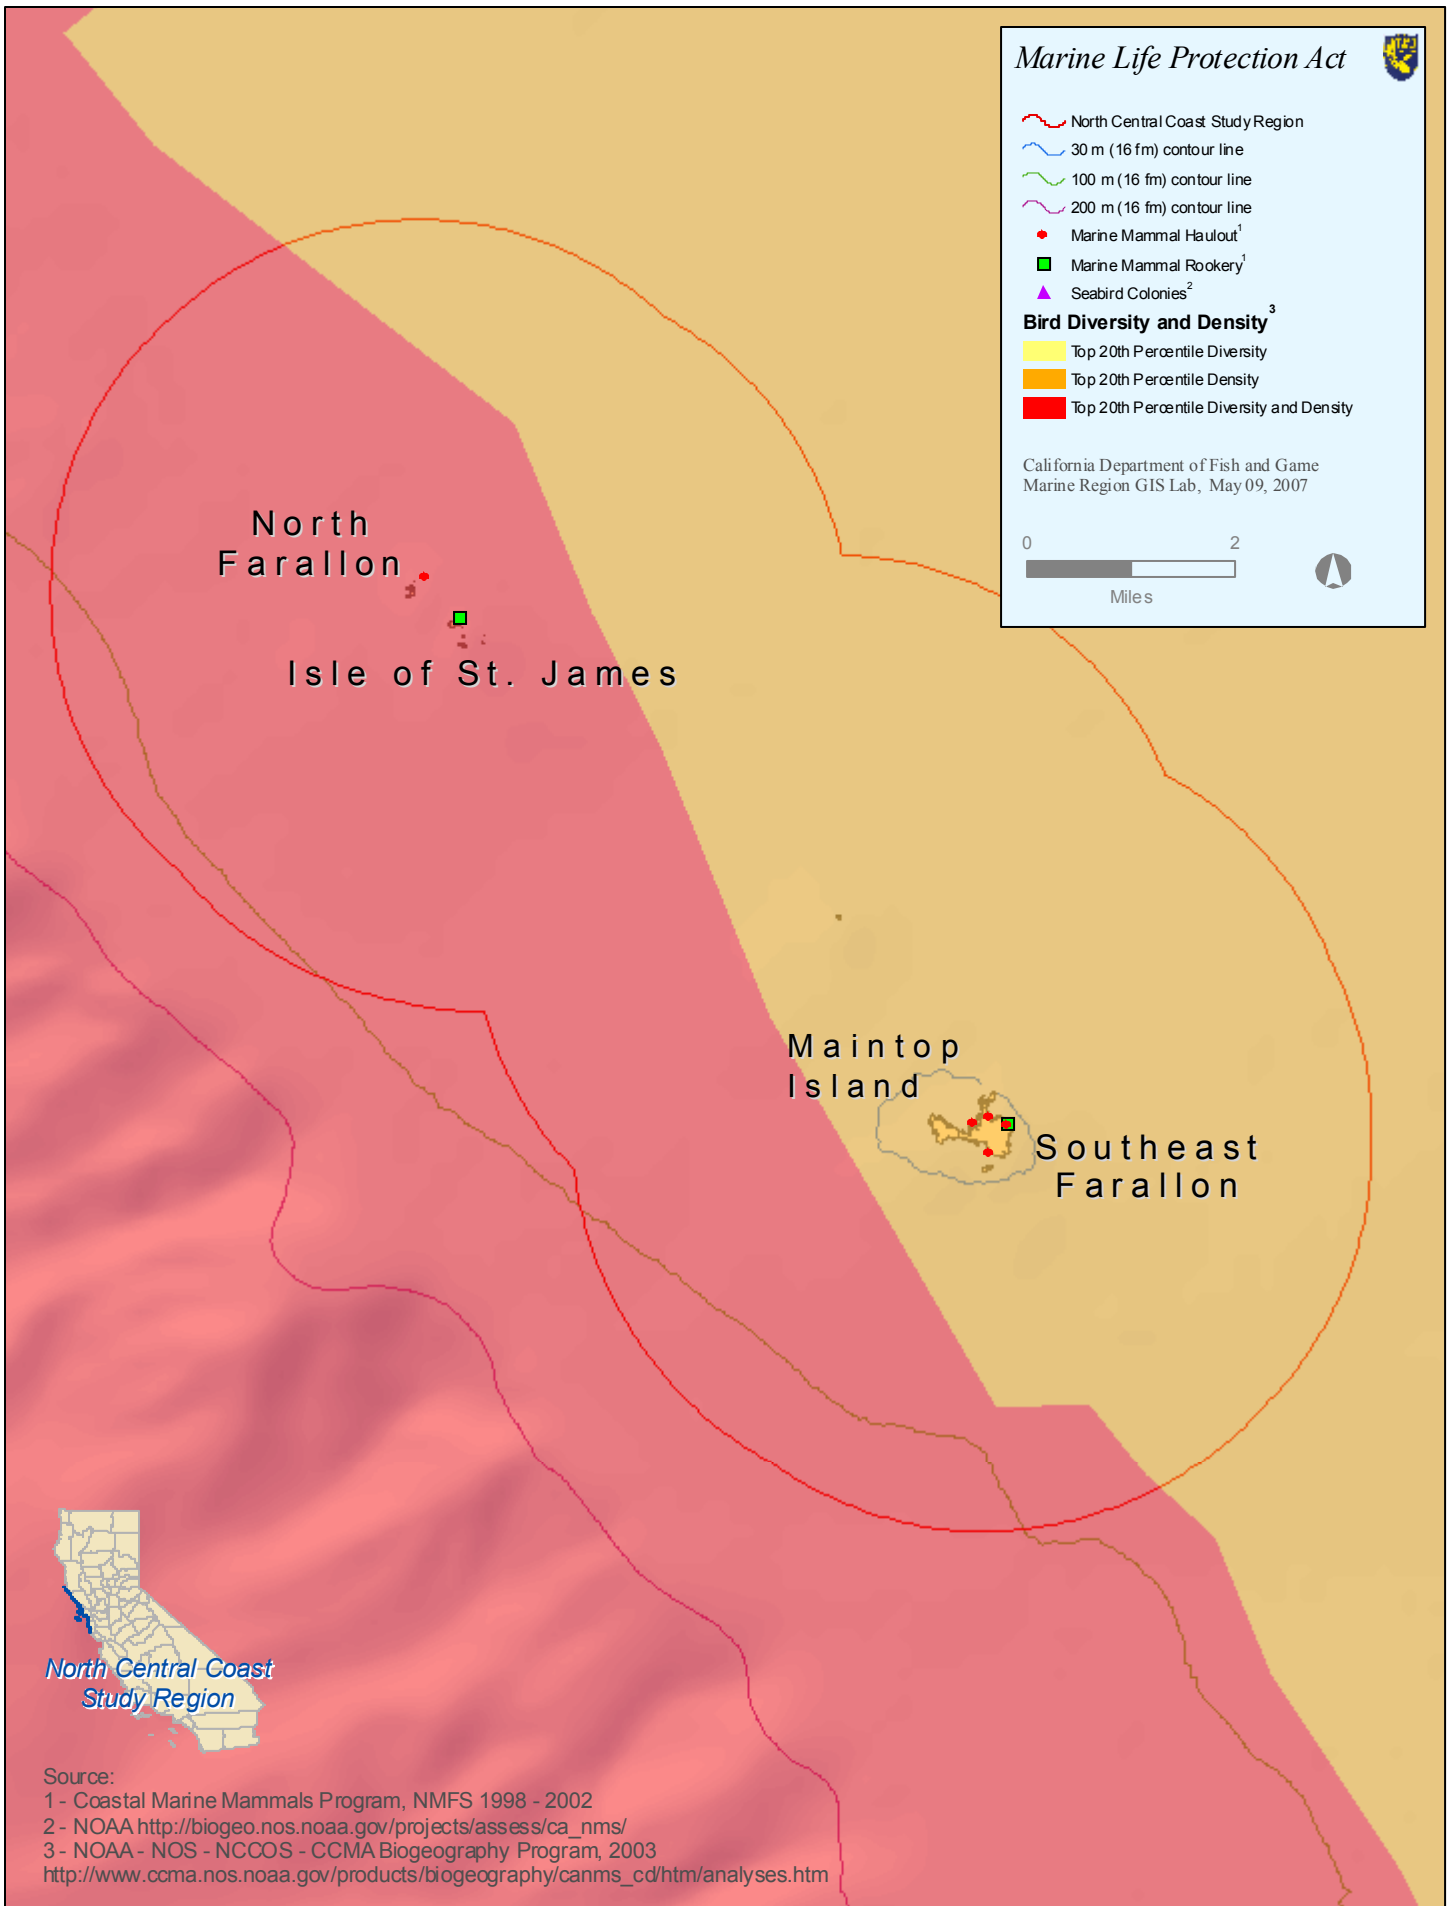 Marine Life Protection Act
North Central Coast Study Region
30 m (16 fm) contour line
100 m (16 fm) contour line
200 m (16 fm) contour line
Marine Mammal Haulout1
Marine Mammal Rookery1
Seabird Colonies2
Bird Diversity and Density3
Top 20th Percentile Diversity
Top 20th Percentile Density
Top 20th Percentile Diversity and Density
California Department of Fish and Game
Marine Region GIS Lab, May 09, 2007
0 2
Miles
North
Farallon
Isle of St. James
Maintop
Island
Southeast
Farallon
North Central Coast
Study Region
Source:
1 - Coastal Marine Mammals Program, NMFS 1998 - 2002
2 - NOAA http://biogeo.nos.noaa.gov/projects/assess/ca_nms/
3 - NOAA - NOS - NCCOS - CCMA Biogeography Program, 2003
http://www.ccma.nos.noaa.gov/products/biogeography/canms_cd/htm/analyses.htm